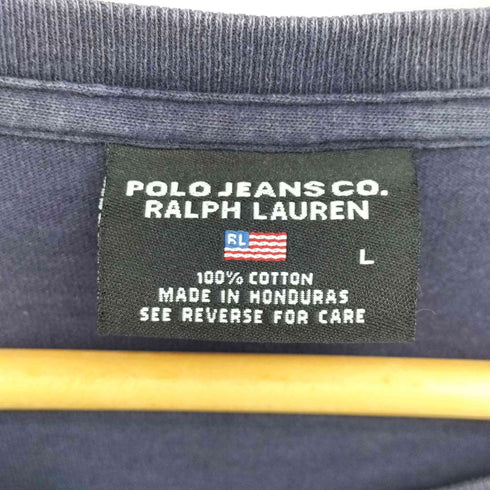 POLO JEANS CO.
RALPH LAUREN
RL
L
100% COTTON
MADE IN HONDURAS
SEE REVERSE FOR CARE